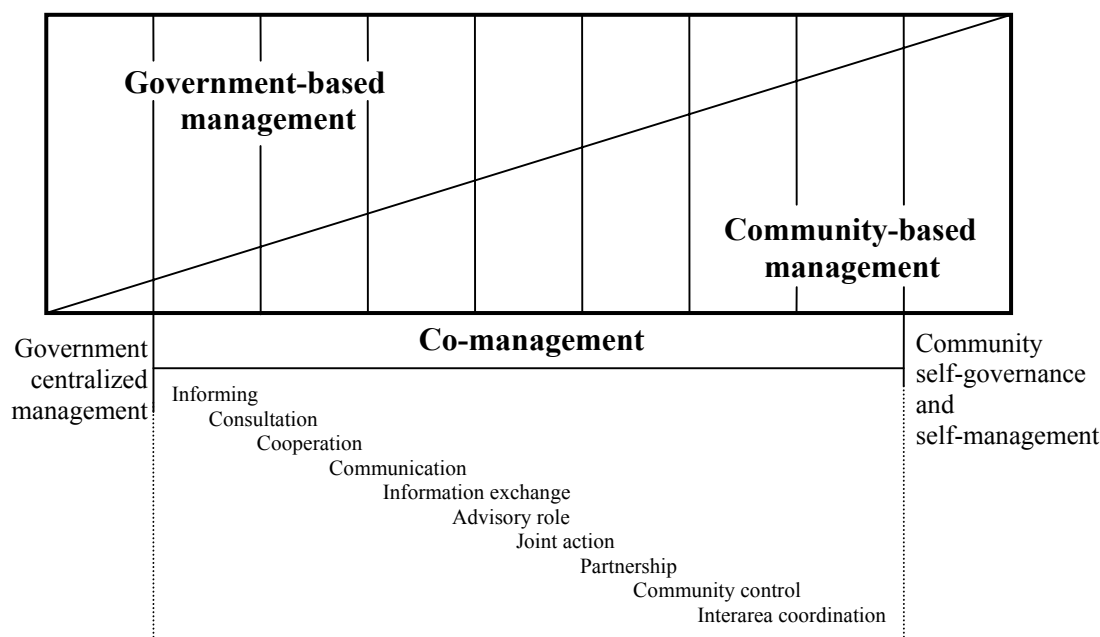 Government-based
management
Community-based
management
Co-management
Government
centralized
management
Community
self-governance
and
self-management
Informing
Consultation
Cooperation
Communication
Information exchange
Advisory role
Joint action
Partnership
Community control
Interarea coordination